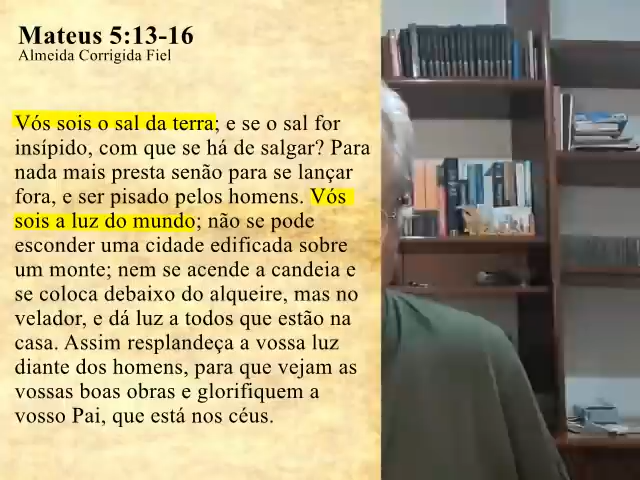 Mateus 5:13-16
Almeida Corrigida Fiel
Vós sois o sal da terra; e se o sal for
insípido, com que se há de salgar? Para
nada mais presta senão para se lançar
fora, e ser pisado pelos homens. Vós
sois a luz do mundo; não se pode
esconder uma cidade edificada sobre
um monte; nem se acende a candeia e
se coloca debaixo do alqueire, mas no
velador, e dá luz a todos que estão na
casa. Assim resplandeça a vossa luz
diante dos homens, para que vejam as
vossas boas obras e glorifiquem a
vosso Pai, que está nos céus.